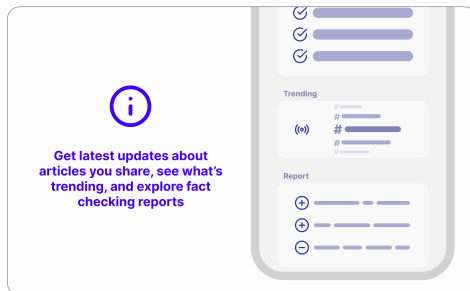 Get latest updates about
articles you share, see what's
trending, and explore fact
checking reports
Trending
#
#
#
#
#
Report